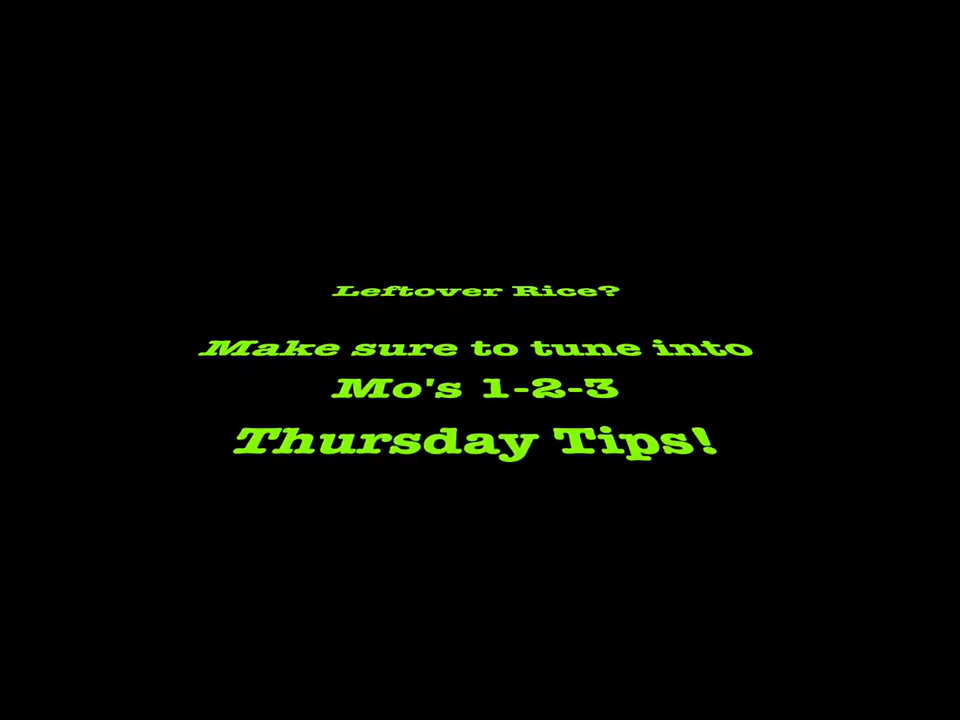 Leftover Rice?
Make sure to tune into
Mo's 1-2-3
Thursday Tips!